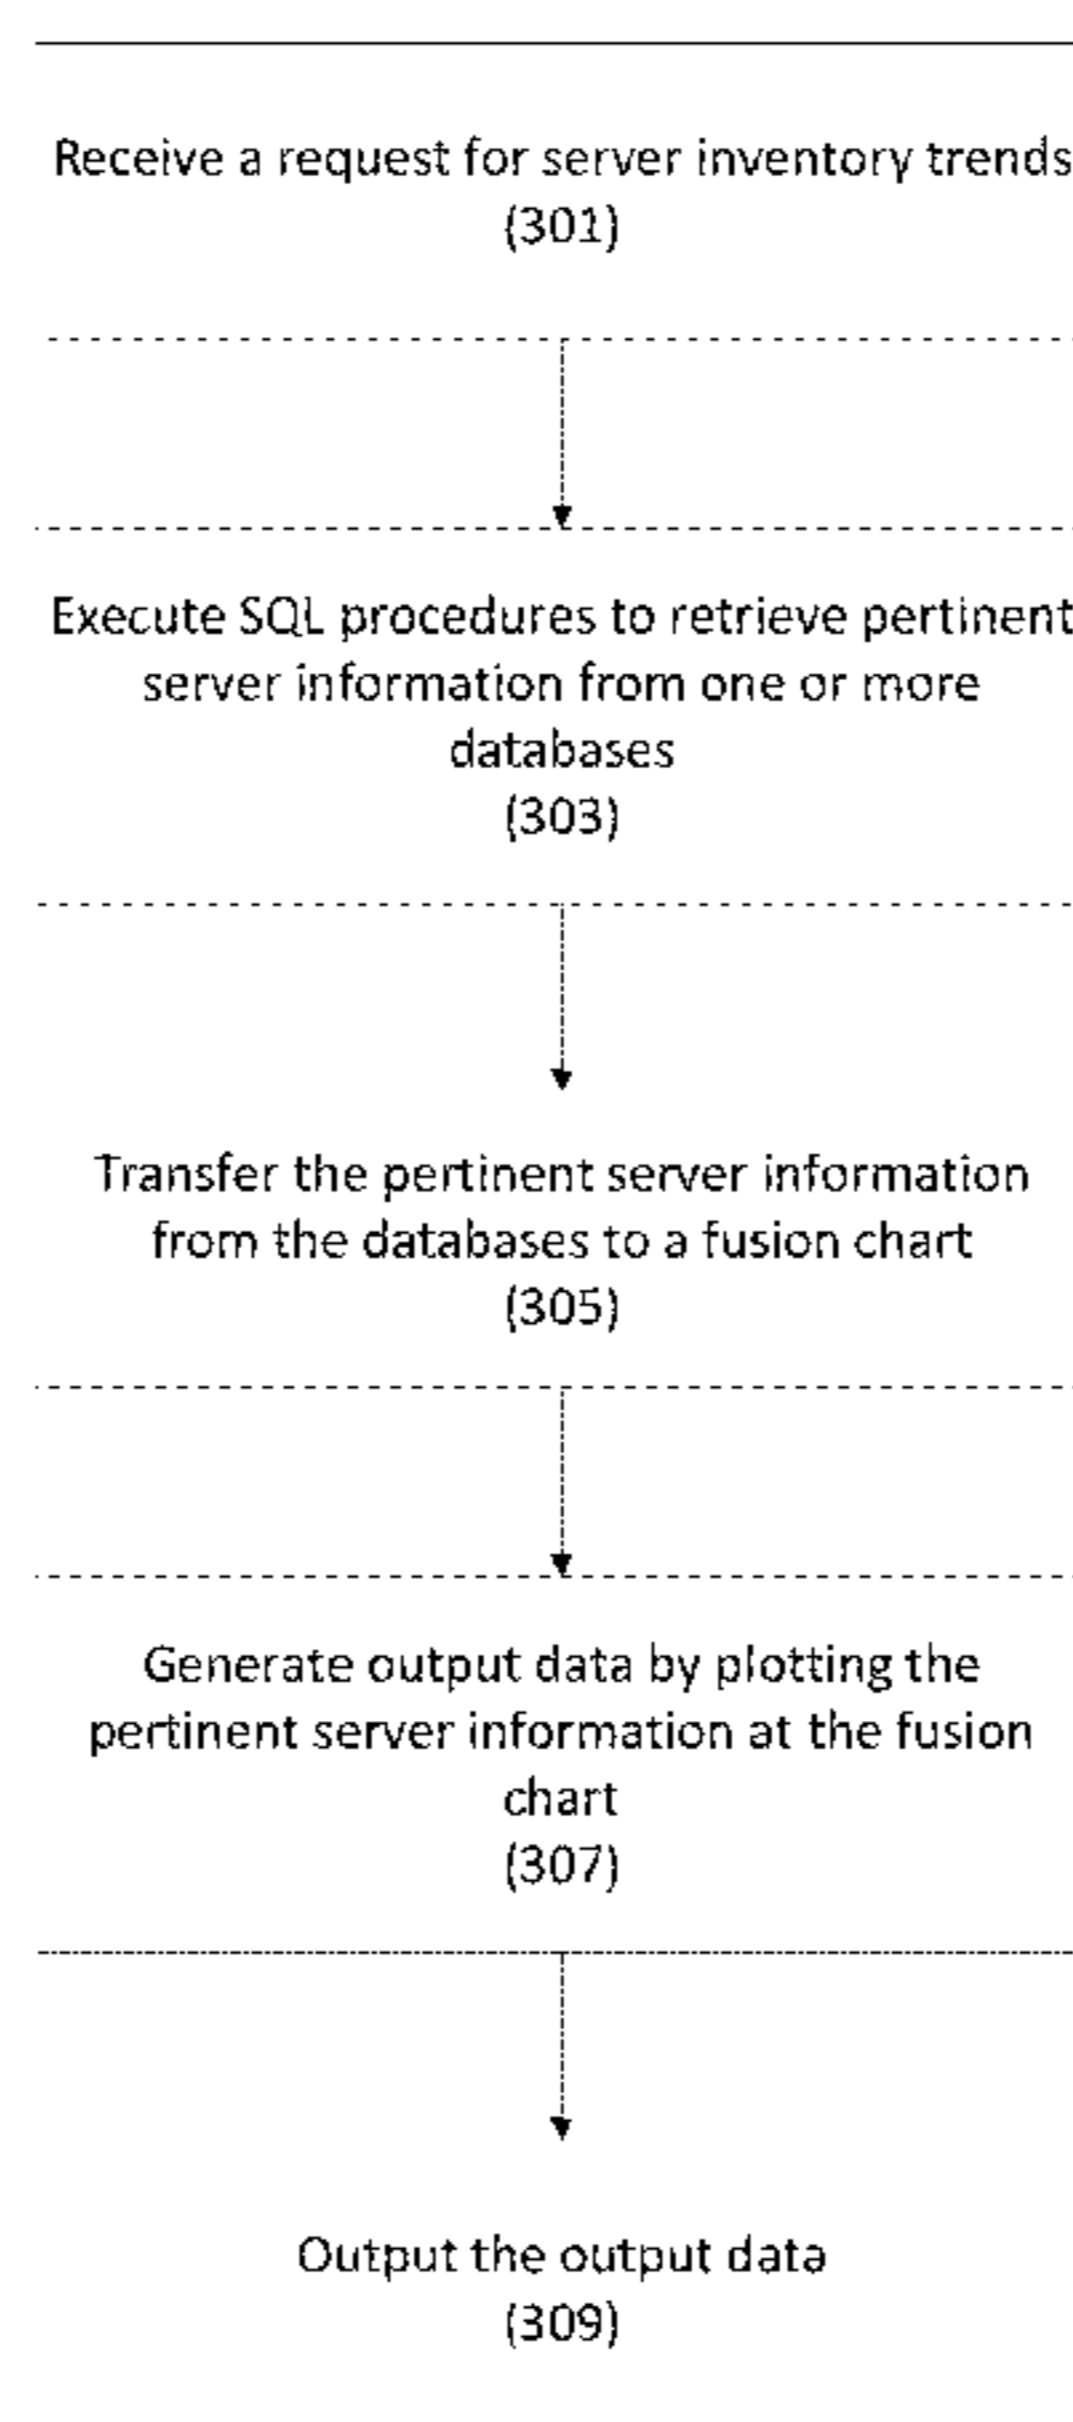 Receive a request for server inventory trends
(301)
Execute SQL procedures to retrieve pertinent
server information from one or more
databases
(303)
Transfer the pertinent server information
from the databases to a fusion chart
(305)
Generate output data by plotting the
pertinent server information at the fusion
chart
(307)
Output the output data
(309)